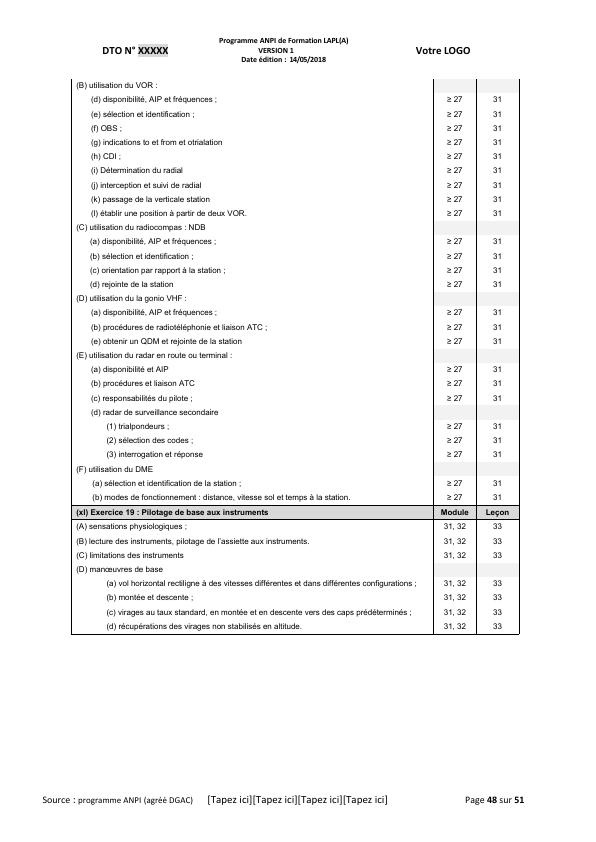 DTO N° XXXXX
Programme ANPI de Formation LAPL(A)
VERSION 1
Date édition : 14/05/2018
Votre LOGO
(B) utilisation du VOR :
(d) disponibilité, AIP et fréquences ; ≥ 27 31
(e) sélection et identification ; ≥ 27 31
(f) OBS ; ≥ 27 31
(g) indications to et from et otrialation ≥ 27 31
(h) CDI ; ≥ 27 31
(i) Détermination du radial ≥ 27 31
(j) interception et suivi de radial ≥ 27 31
(k) passage de la verticale station ≥ 27 31
(l) établir une position à partir de deux VOR. ≥ 27 31
(C) utilisation du radiocompas : NDB
(a) disponibilité, AIP et fréquences ; ≥ 27 31
(b) sélection et identification ; ≥ 27 31
(c) orientation par rapport à la station ; ≥ 27 31
(d) rejointe de la station ≥ 27 31
(D) utilisation du la gonio VHF :
(a) disponibilité, AIP et fréquences ; ≥ 27 31
(b) procédures de radiotéléphonie et liaison ATC ; ≥ 27 31
(e) obtenir un QDM et rejointe de la station ≥ 27 31
(E) utilisation du radar en route ou terminal :
(a) disponibilité et AIP ≥ 27 31
(b) procédures et liaison ATC ≥ 27 31
(c) responsabilités du pilote ; ≥ 27 31
(d) radar de surveillance secondaire
(1) trialpondeurs ; ≥ 27 31
(2) sélection des codes ; ≥ 27 31
(3) interrogation et réponse ≥ 27 31
(F) utilisation du DME
(a) sélection et identification de la station ; ≥ 27 31
(b) modes de fonctionnement : distance, vitesse sol et temps à la station. ≥ 27 31
(xl) Exercice 19 : Pilotage de base aux instruments Module Leçon
(A) sensations physiologiques ; 31, 32 33
(B) lecture des instruments, pilotage de l'assiette aux instruments. 31, 32 33
(C) limitations des instruments 31, 32 33
(D) manœuvres de base
(a) vol horizontal rectiligne à des vitesses différentes et dans différentes configurations ; 31, 32 33
(b) montée et descente ; 31, 32 33
(c) virages au taux standard, en montée et en descente vers des caps prédéterminés ; 31, 32 33
(d) récupérations des virages non stabilisés en altitude. 31, 32 33
Source : programme ANPI (agréé DGAC) [Tapez ici][Tapez ici][Tapez ici][Tapez ici] Page 48 sur 51